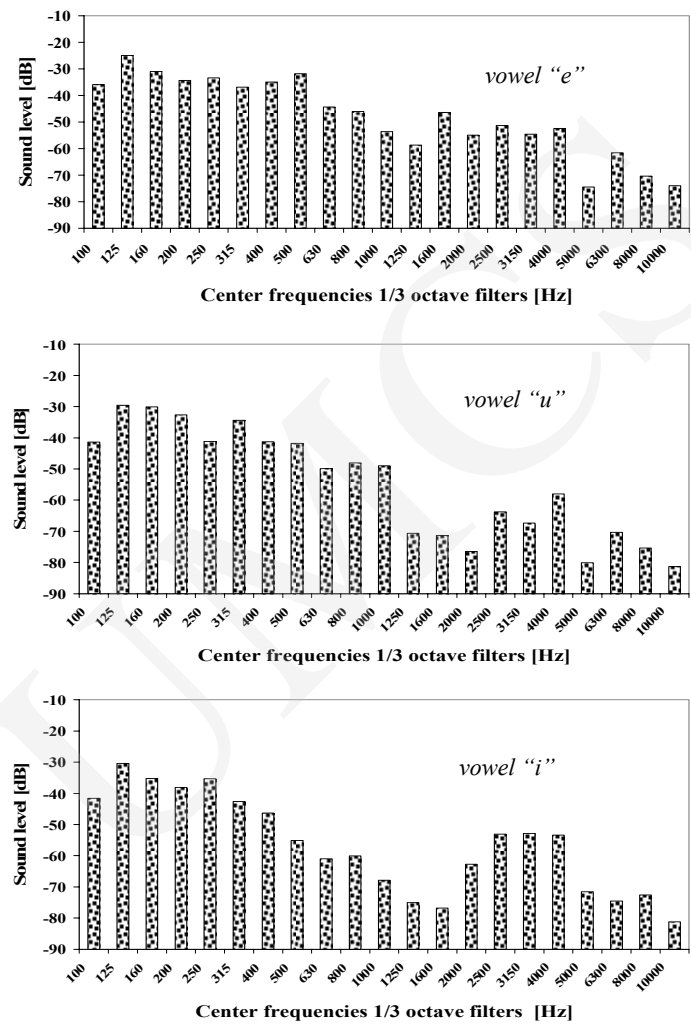 -10
-20
-30
-40
-50
-60
-70
-80
-90
Sound level [dB]
vowel “e”
100 125 160 200 250 315 400 500 630 800 1000 1250 1600 2000 2500 3150 4000 5000 6300 8000 10000
Center frequencies 1/3 octave filters [Hz]
-10
-20
-30
-40
-50
-60
-70
-80
-90
Sound level [dB]
vowel “u”
100 125 160 200 250 315 400 500 630 800 1000 1250 1600 2000 2500 3150 4000 5000 6300 8000 10000
Center frequencies 1/3 octave filters [Hz]
-10
-20
-30
-40
-50
-60
-70
-80
-90
Sound level [dB]
vowel “i”
100 125 160 200 250 315 400 500 630 800 1000 1250 1600 2000 2500 3150 4000 5000 6300 8000 10000
Center frequencies 1/3 octave filters [Hz]
UMCS